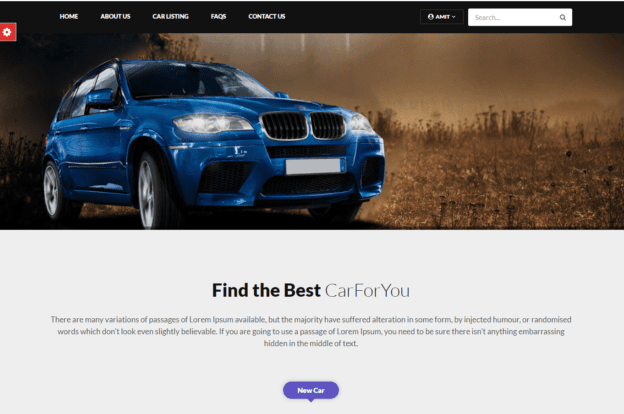 HOME ABOUT US CAR LISTING FAQS CONTACT US AMIT Search...
Find the Best CarForYou
There are many variations of passages of Lorem Ipsum available, but the majority have suffered alteration in some form, by injected humour, or randomised
words which don't look even slightly believable. If you are going to use a passage of Lorem Ipsum, you need to be sure there isn't anything embarrassing
hidden in the middle of text.
New Car